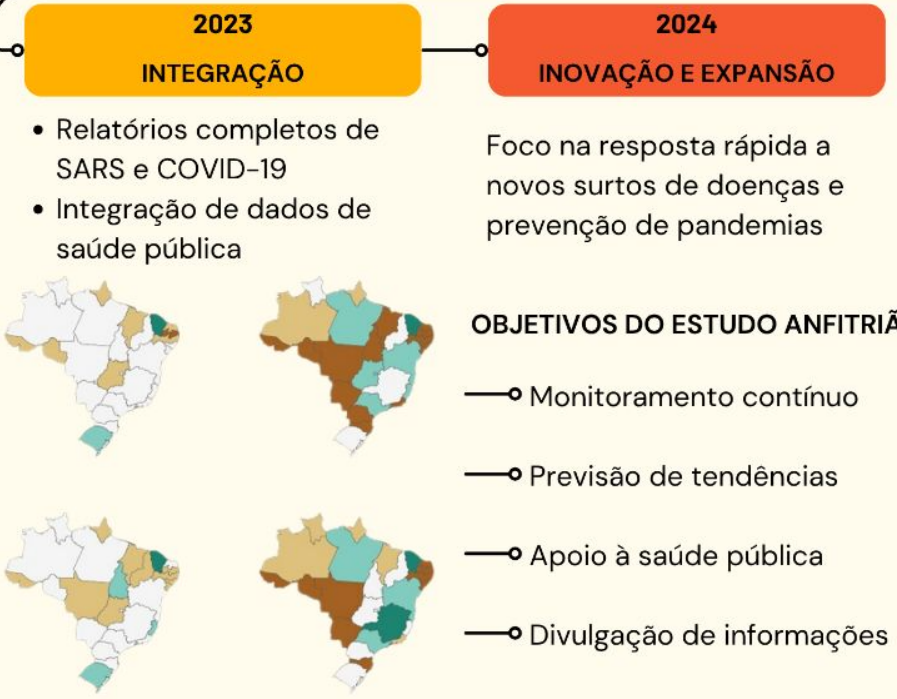 2023
INTEGRAÇÃO
• Relatórios completos de
SARS e COVID-19
• Integração de dados de
saúde pública
2024
INOVAÇÃO E EXPANSÃO
Foco na resposta rápida a
novos surtos de doenças e
prevenção de pandemias
OBJETIVOS DO ESTUDO ANFITRIÃ
Monitoramento contínuo
Previsão de tendências
Apoio à saúde pública
Divulgação de informações